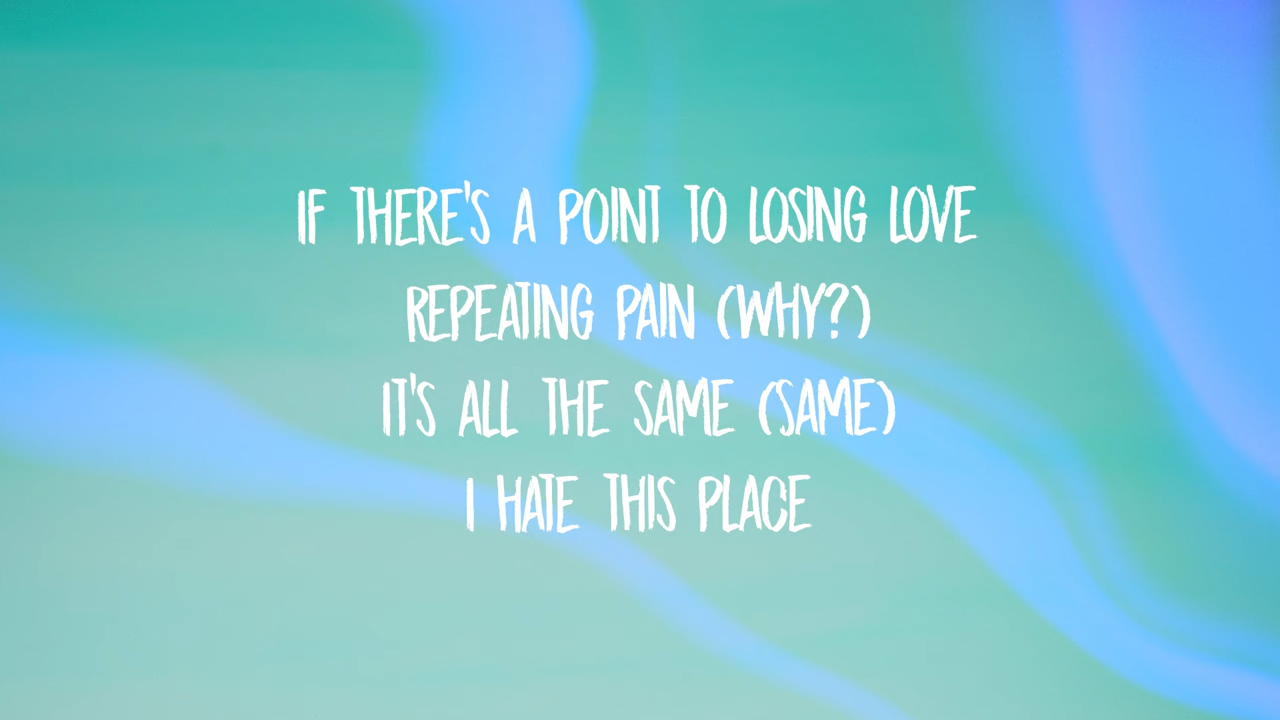 IF THERE'S A POINT TO LOSING LOVE
REPEATING PAIN (WHY?)
IT'S ALL THE SAME (SAME)
I HATE THIS PLACE